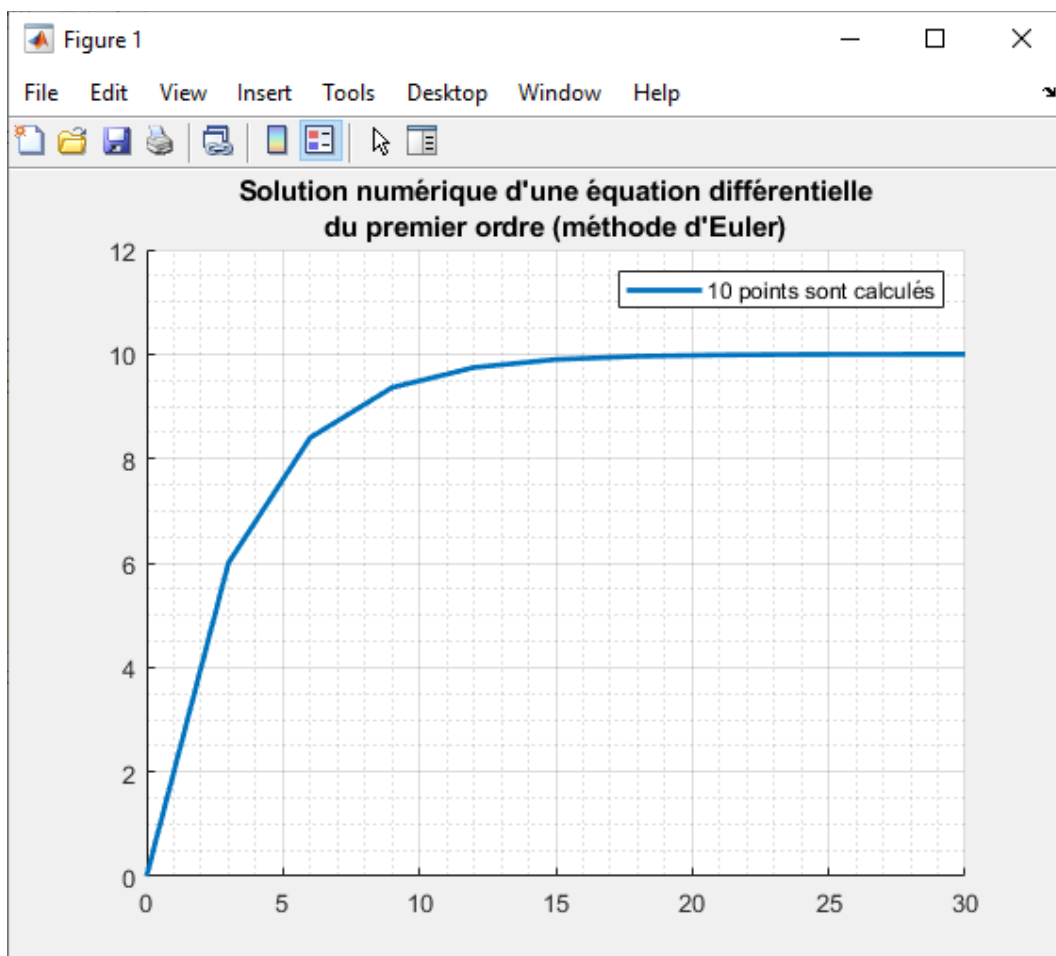 Figure 1
File Edit View Insert Tools Desktop Window Help
Solution numérique d'une équation différentielle
du premier ordre (méthode d'Euler)
10 points sont calculés
12
10
8
6
4
2
0
0 5 10 15 20 25 30